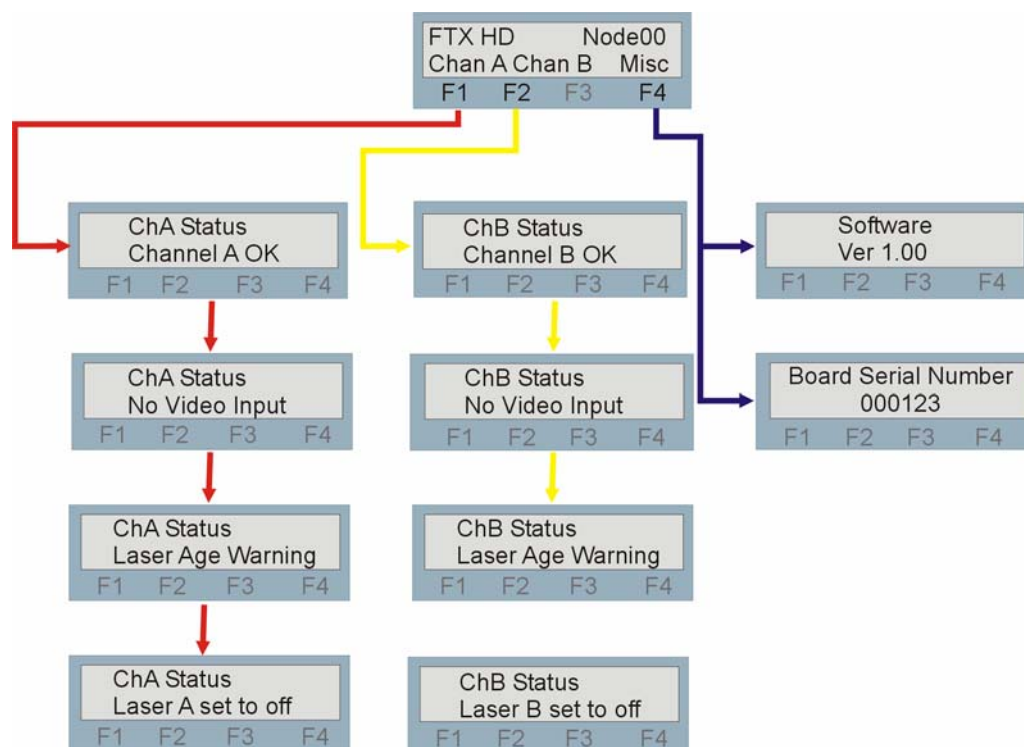 FTX HD Node00
Chan A Chan B Misc
F1 F2 F3 F4
ChA Status
Channel A OK
F1 F2 F3 F4
ChB Status
Channel B OK
F1 F2 F3 F4
Software
Ver 1.00
F1 F2 F3 F4
ChA Status
No Video Input
F1 F2 F3 F4
ChB Status
No Video Input
F1 F2 F3 F4
Board Serial Number
000123
F1 F2 F3 F4
ChA Status
Laser Age Warning
F1 F2 F3 F4
ChB Status
Laser Age Warning
F1 F2 F3 F4
ChA Status
Laser A set to off
F1 F2 F3 F4
ChB Status
Laser B set to off
F1 F2 F3 F4